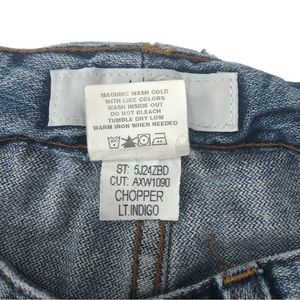 MACHINE WASH COLD
WITH LIKE COLORS
WASH INSIDE OUT
DO NOT BLEACH
TUMBLE DRY LOW
WARM IRON WHEN NEEDED
ST: 5J24ZBD
CUT: AXW1090
CHOPPER
LT.INDIGO